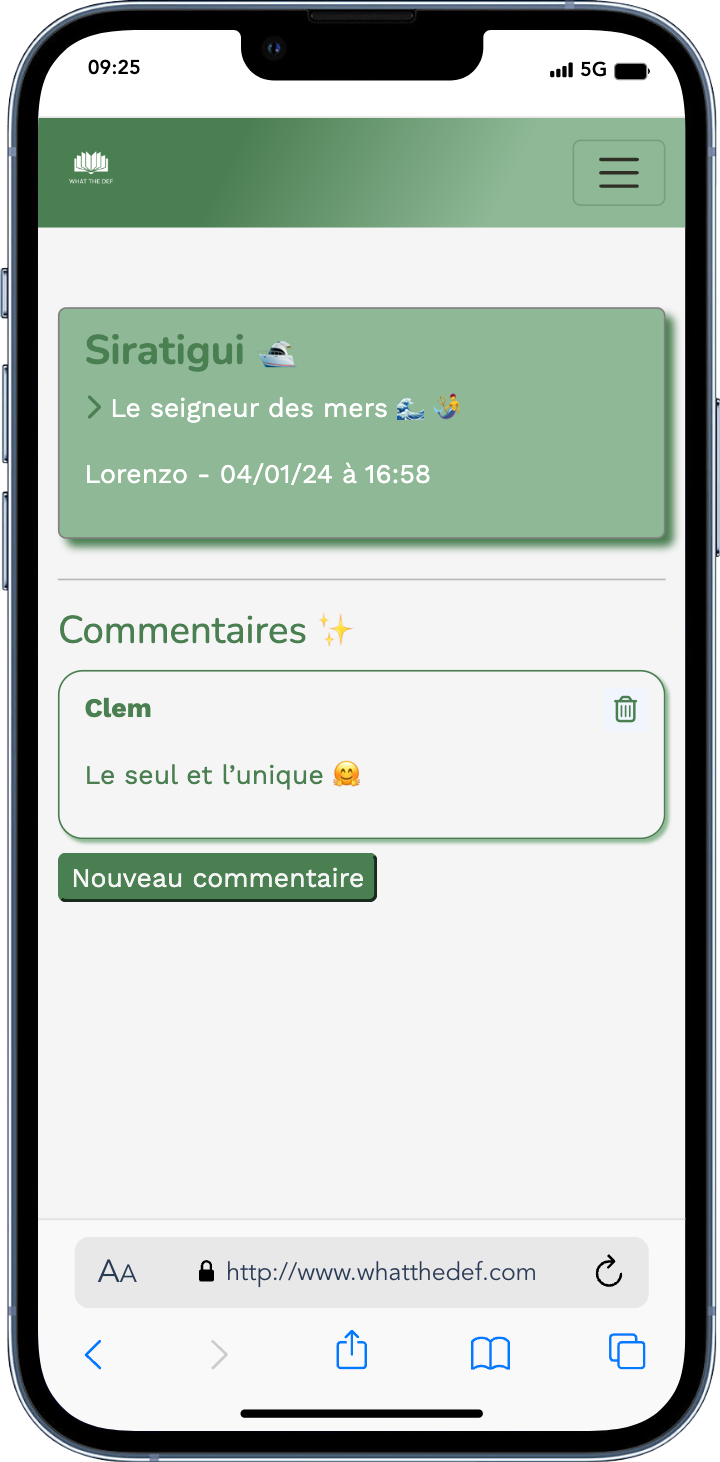 09:25
5G
WHAT THE DEF
Siratigui 🛥️
Le seigneur des mers 🌊 🧜‍♂️
Lorenzo - 04/01/24 à 16:58
Commentaires ✨
Clem
Le seul et l’unique 🤗
Nouveau commentaire
AA
http://www.whatthedef.com